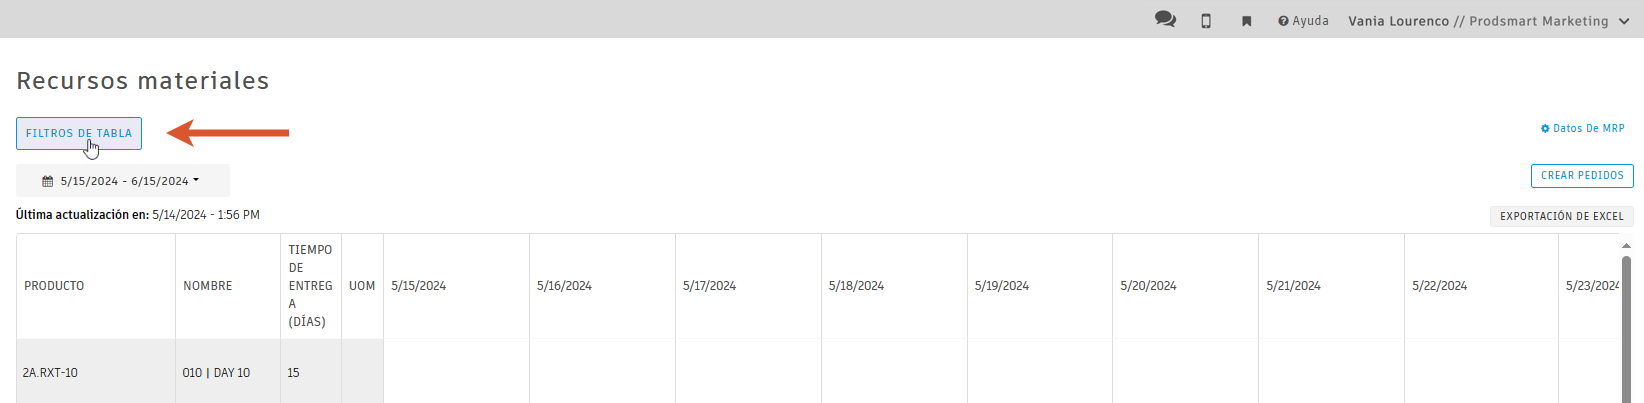 Ayuda Vania Lourenco // Prodsmart Marketing
Recursos materiales
FILTROS DE TABLA
Datos De MRP
5/15/2024 - 6/15/2024
CREAR PEDIDOS
Última actualización en: 5/14/2024 - 1:56 PM
EXPORTACIÓN DE EXCEL
PRODUCTO
NOMBRE
TIEMPO
DE
ENTREG
A
(DÍAS)
UOM
5/15/2024
5/16/2024
5/17/2024
5/18/2024
5/19/2024
5/20/2024
5/21/2024
5/22/2024
5/23/2024
2A.RXT-10
010 | DAY 10
15